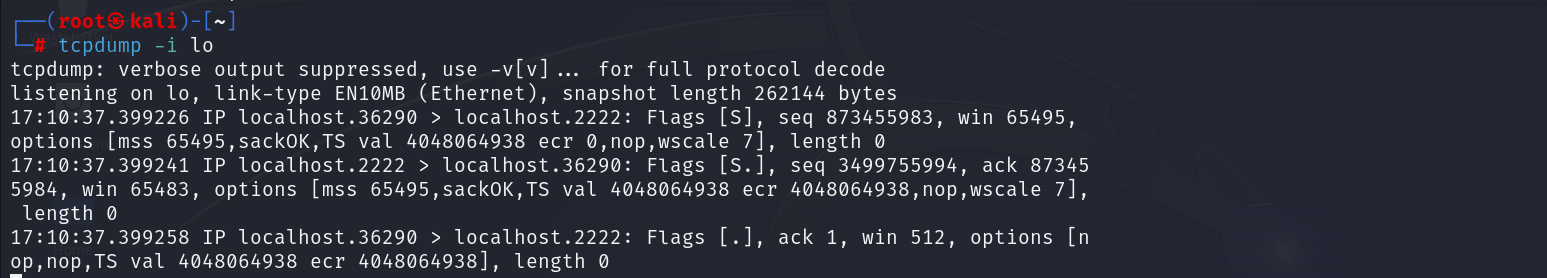 ┌──(root㉿kali)-[~]
└─# tcpdump -i lo
tcpdump: verbose output suppressed, use -v[v]... for full protocol decode
listening on lo, link-type EN10MB (Ethernet), snapshot length 262144 bytes
17:10:37.399226 IP localhost.36290 > localhost.2222: Flags [S], seq 873455983, win 65495,
options [mss 65495,sackOK,TS val 4048064938 ecr 0,nop,wscale 7], length 0
17:10:37.399241 IP localhost.2222 > localhost.36290: Flags [S.], seq 3499755994, ack 87345
5984, win 65483, options [mss 65495,sackOK,TS val 4048064938 ecr 4048064938,nop,wscale 7],
 length 0
17:10:37.399258 IP localhost.36290 > localhost.2222: Flags [.], ack 1, win 512, options [n
op,nop,TS val 4048064938 ecr 4048064938], length 0